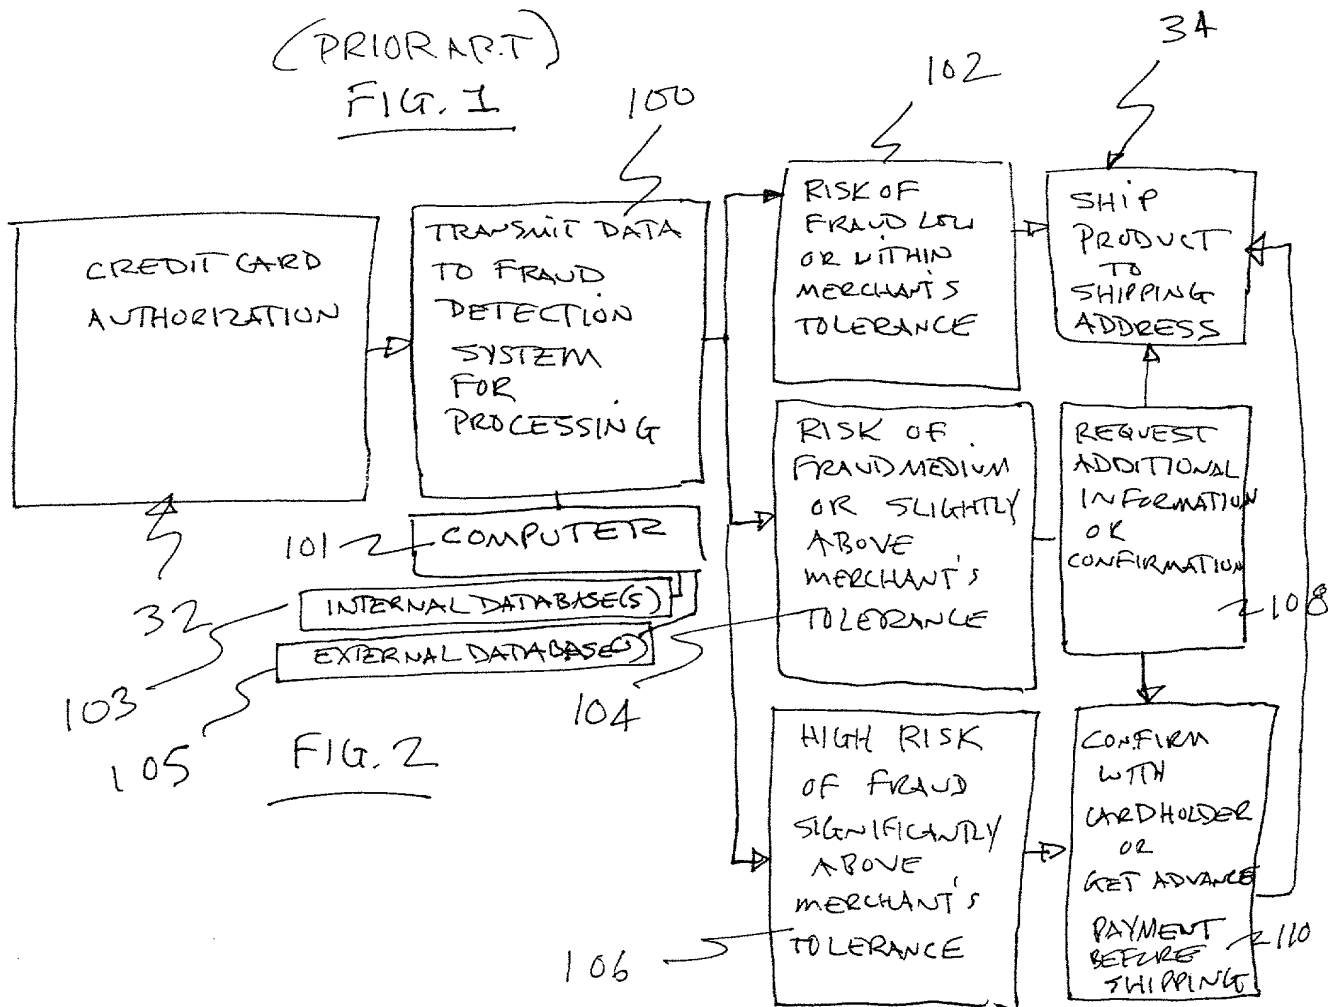 (PRIOR ART)
FIG. 1
100
102
34
CREDIT CARD
AUTHORIZATION
TRANSMIT DATA
TO FRAUD
DETECTION
SYSTEM
FOR
PROCESSING
RISK OF
FRAUD LOW
OR WITHIN
MERCHANT'S
TOLERANCE
SHIP
PRODUCT
TO
SHIPPING
ADDRESS
RISK OF
FRAUD MEDIUM
OR SLIGHTLY
ABOVE
MERCHANT'S
TOLERANCE
REQUEST
ADDITIONAL
INFORMATION
OR
CONFIRMATION
108
101
COMPUTER
32
INTERNAL DATABASE(S)
103
EXTERNAL DATABASE(S)
105
104
FIG. 2
HIGH RISK
OF FRAUD
SIGNIFICANTLY
ABOVE
MERCHANT'S
TOLERANCE
106
CONFIRM
WITH
CARDHOLDER
OR
GET ADVANCE
PAYMENT
BEFORE
SHIPPING
110